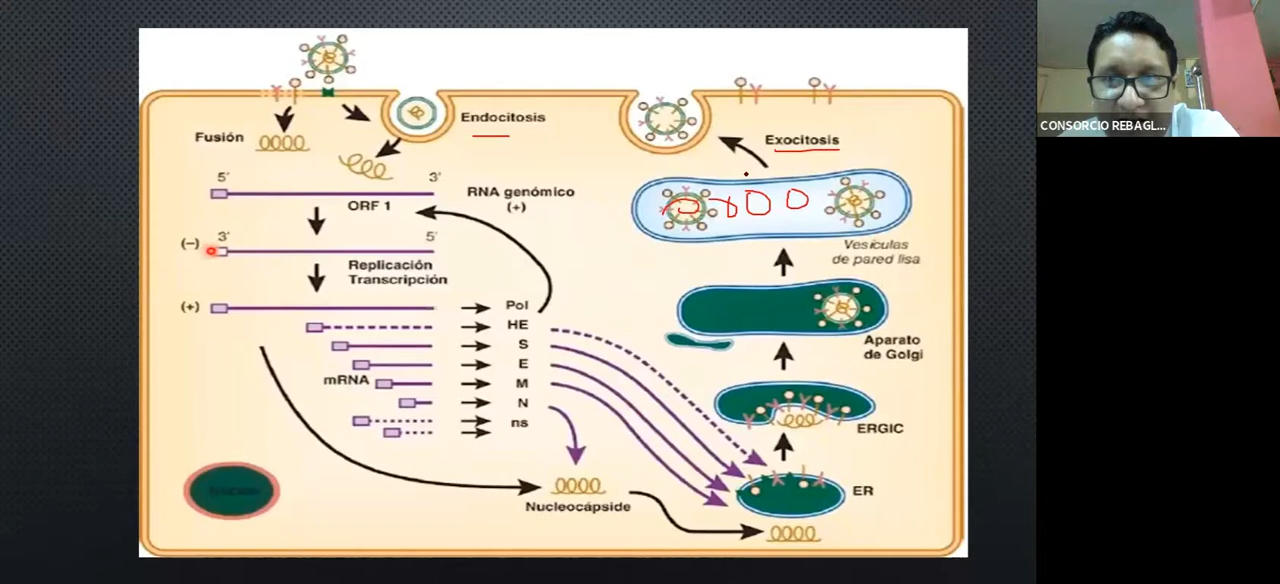 Fusión
Endocitosis
Exocitosis
5′
3′
ORF 1
RNA genómico
(+)
(−)
3′
5′
Replicación
Transcripción
(+)
Pol
HE
S
E
mRNA
M
N
ns
Nucleocápside
Vesículas
de pared lisa
Aparato
de Golgi
ERGIC
ER
CONSORCIO REBAGL...